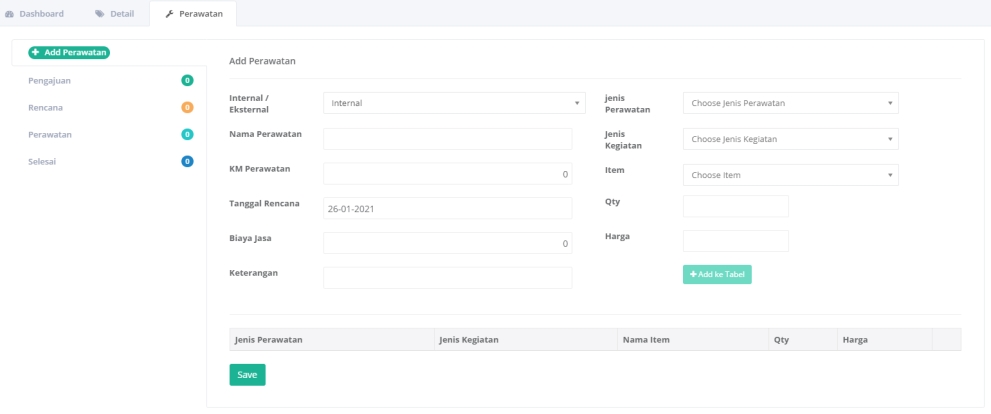 Dashboard Detail Perawatan
Add Perawatan
Pengajuan 0
Rencana 0
Perawatan 0
Selesai 0
Add Perawatan
Internal /
Eksternal
Internal
Nama Perawatan
KM Perawatan 0
Tanggal Rencana 26-01-2021
Biaya Jasa 0
Keterangan
jenis
Perawatan
Choose Jenis Perawatan
Jenis
Kegiatan
Choose Jenis Kegiatan
Item Choose Item
Qty
Harga
Add ke Tabel
Jenis Perawatan Jenis Kegiatan Nama Item Qty Harga
Save